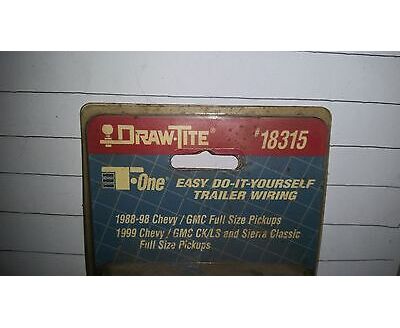 DRAW-TITE® #18315
T-One EASY DO-IT-YOURSELF
TRAILER WIRING
1988-98 Chevy / GMC Full Size Pickups
1999 Chevy / GMC CK/LS and Sierra Classic
Full Size Pickups